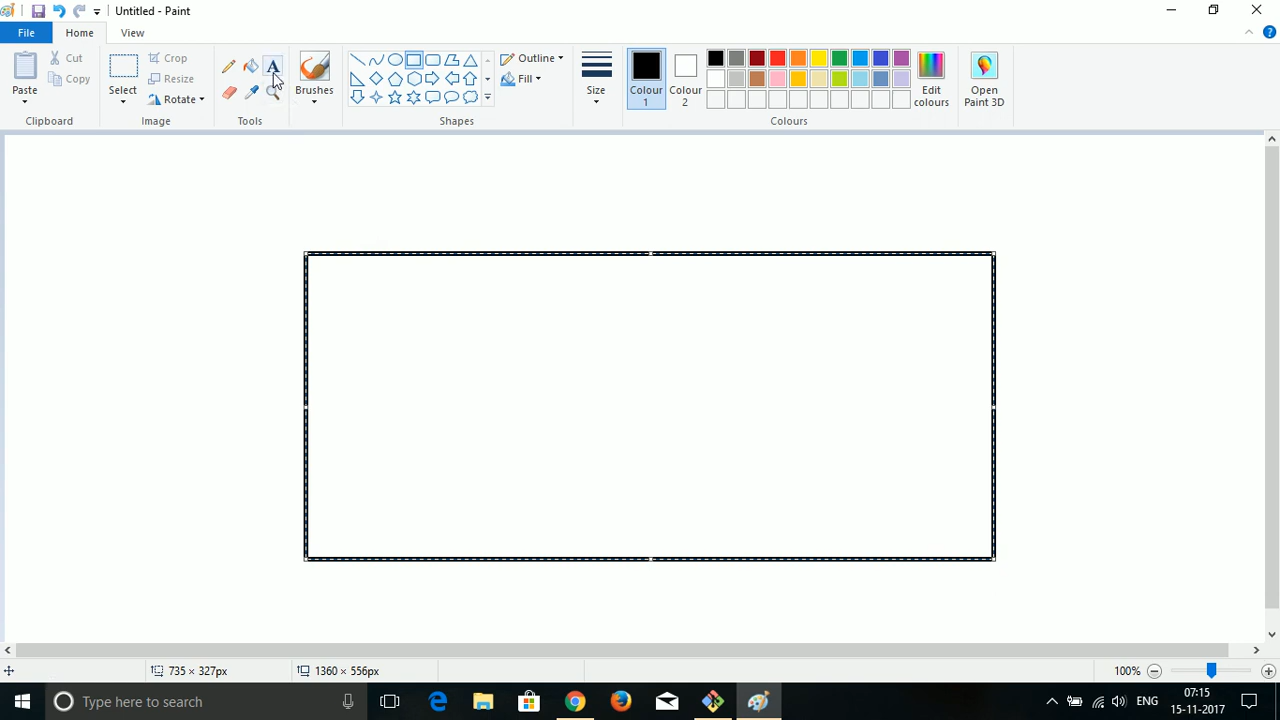 Untitled - Paint
File Home View
Paste
Cut
Copy
Clipboard
Select
Crop
Resize
Rotate
Image
A
Tools
Brushes
Outline
Fill
Shapes
Size
Colour 1
Colour 2
Edit colours
Colours
Open Paint 3D
735 × 327px
1360 × 556px
100%
Type here to search
ENG
07:15
15-11-2017